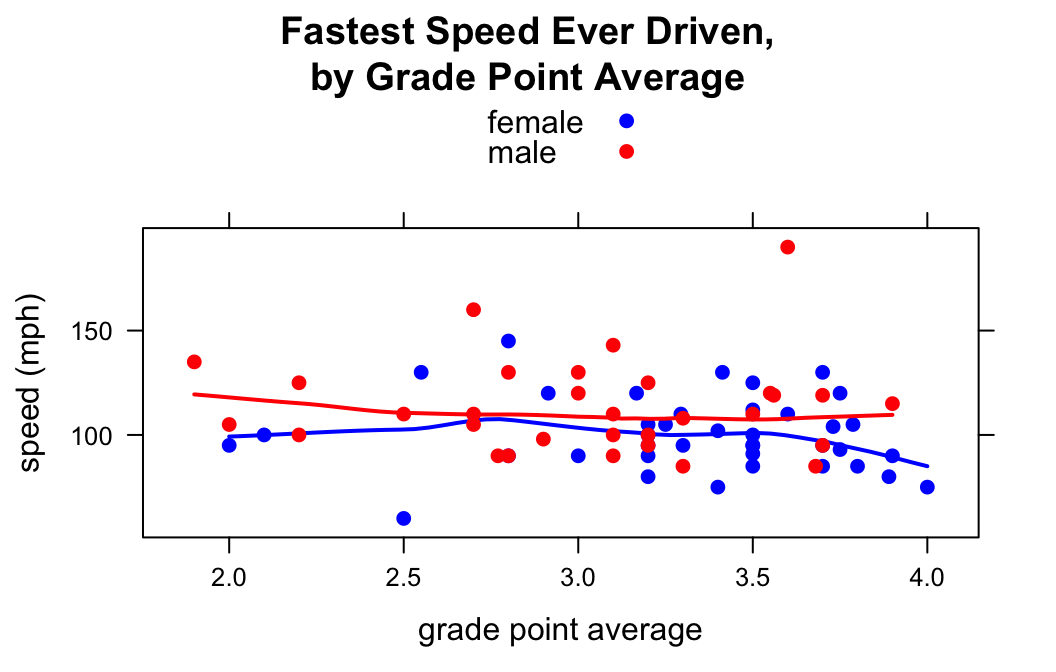 Fastest Speed Ever Driven,
by Grade Point Average
female
male
speed (mph)
150
100
2.0 2.5 3.0 3.5 4.0
grade point average